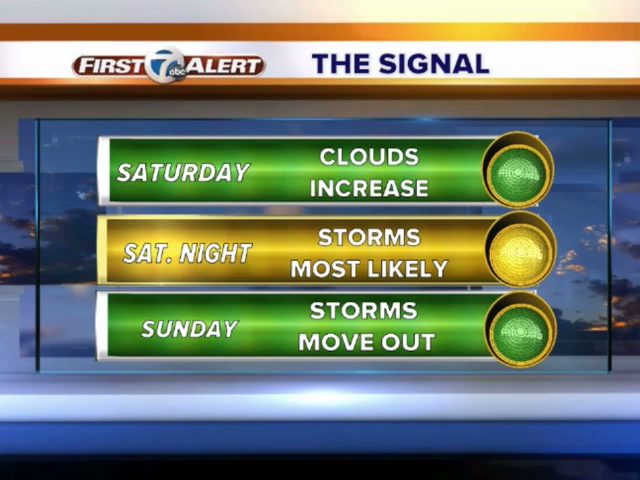 FIRST 7 abc ALERT THE SIGNAL
SATURDAY
CLOUDS
INCREASE
SAT. NIGHT
STORMS
MOST LIKELY
SUNDAY
STORMS
MOVE OUT